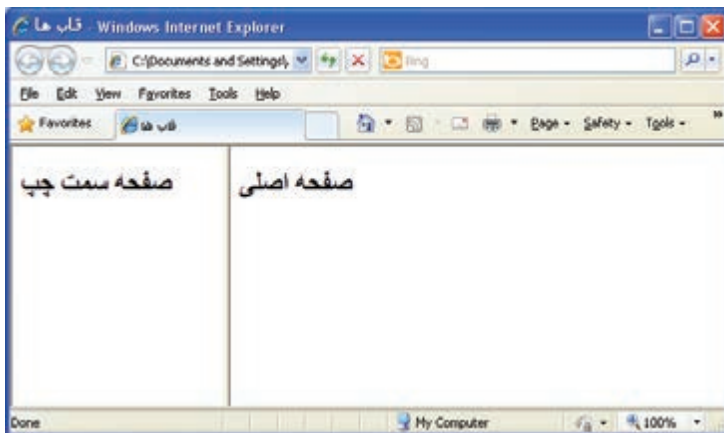 قاب ها - Windows Internet Explorer
C:\Documents and Settings\ Bing
File Edit View Favorites Tools Help
Favorites قاب ها Page Safety Tools
صفحه سمت چپ
صفحه اصلی
Done My Computer 100%